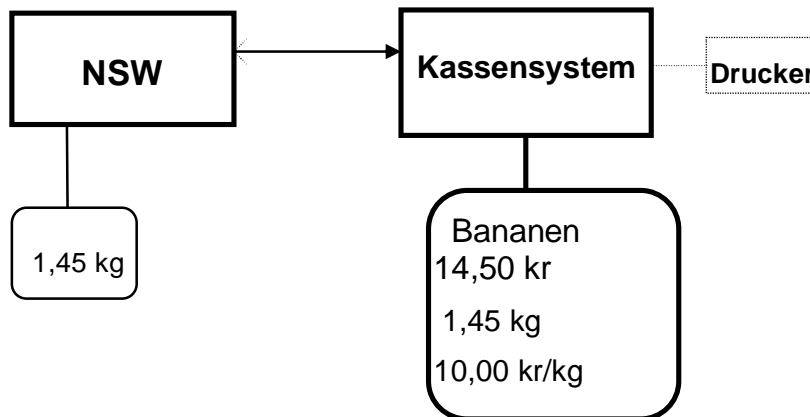 NSW
Kassensystem
Drucker
1,45 kg
Bananen
14,50 kr
1,45 kg
10,00 kr/kg